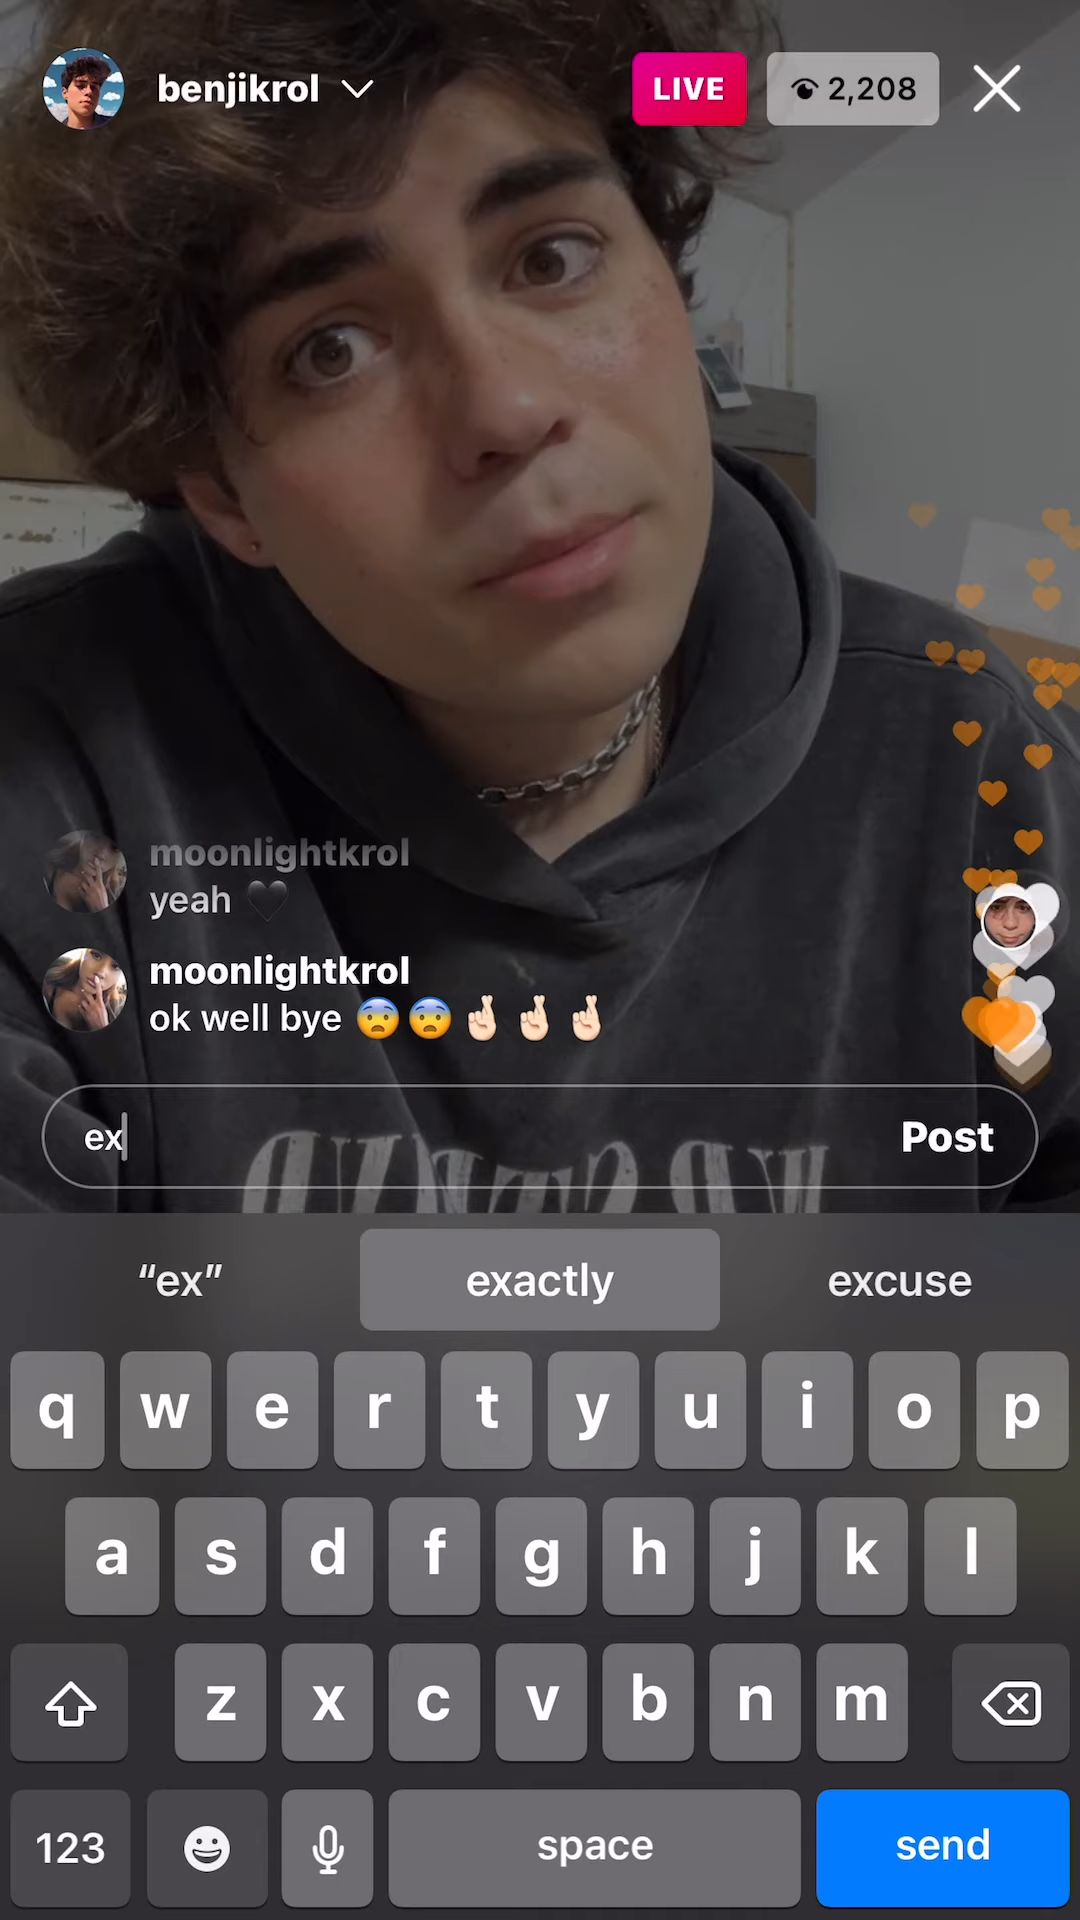 benjikrol
LIVE
2,208
moonlightkrol
yeah 🖤
moonlightkrol
ok well bye 😨😨🤞🏻🤞🏻🤞🏻
ex
Post
“ex” exactly excuse
q w e r t y u i o p
a s d f g h j k l
z x c v b n m
123 space send